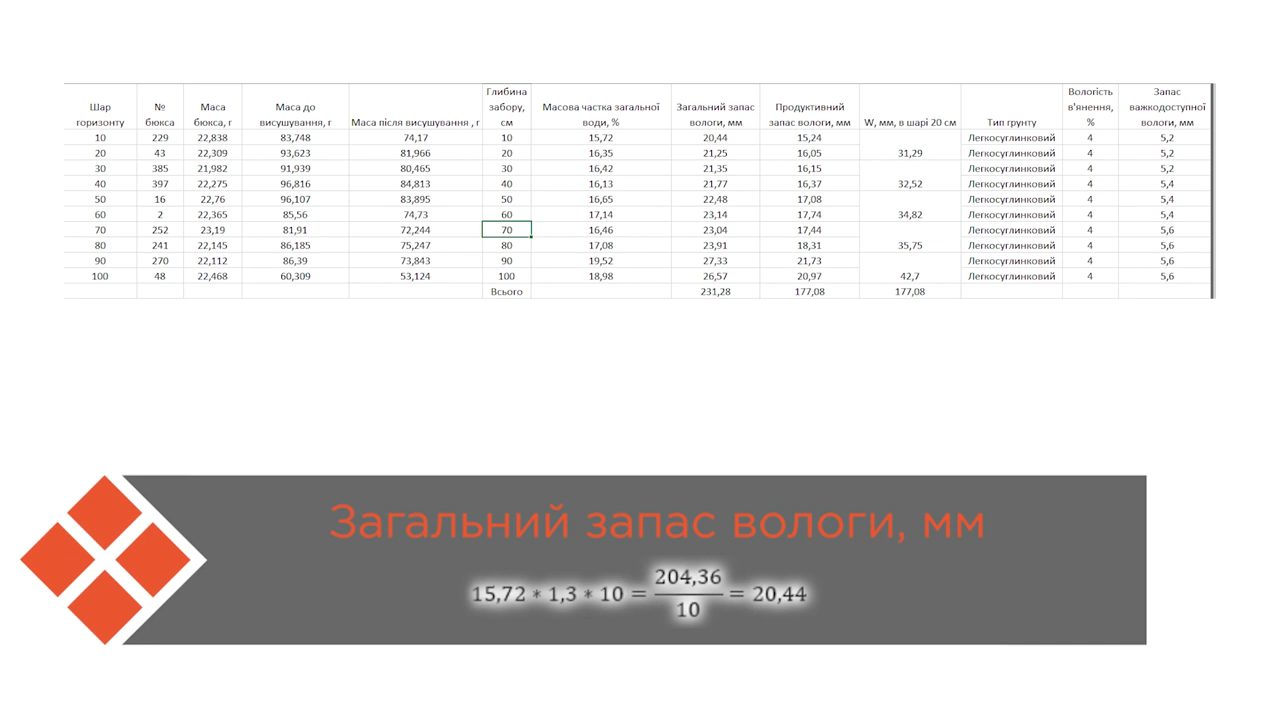 Шар горизонту № бюкса Маса бюкса, г Маса до висушування, г Маса після висушування , г Глибина забору, см Масова частка загальної води, % Загальний запас вологи, мм Продуктивний запас вологи, мм W, мм, в шарі 20 см Тип грунту Вологість в'янення, % Запас важкодоступної вологи, мм
10 229 22,838 83,748 74,17 10 15,72 20,44 15,24 Легкосуглинковий 4 5,2
20 43 22,309 93,623 81,966 20 16,35 21,25 16,05 31,29 Легкосуглинковий 4 5,2
30 385 21,982 91,939 80,465 30 16,42 21,35 16,15 Легкосуглинковий 4 5,2
40 397 22,275 96,816 84,813 40 16,13 21,77 16,37 32,52 Легкосуглинковий 4 5,4
50 16 22,76 96,107 83,895 50 16,65 22,48 17,08 Легкосуглинковий 4 5,4
60 2 22,365 85,56 74,73 60 17,14 23,14 17,74 34,82 Легкосуглинковий 4 5,4
70 252 23,19 81,91 72,244 70 16,46 23,04 17,44 Легкосуглинковий 4 5,6
80 241 22,145 86,185 75,247 80 17,08 23,91 18,31 35,75 Легкосуглинковий 4 5,6
90 270 22,112 86,39 73,843 90 19,52 27,33 21,73 Легкосуглинковий 4 5,6
100 48 22,468 60,309 53,124 100 18,98 26,57 20,97 42,7 Легкосуглинковий 4 5,6
Всього 231,28 177,08 177,08
Загальний запас вологи, мм
15,72 * 1,3 * 10 = 204,36 / 10 = 20,44